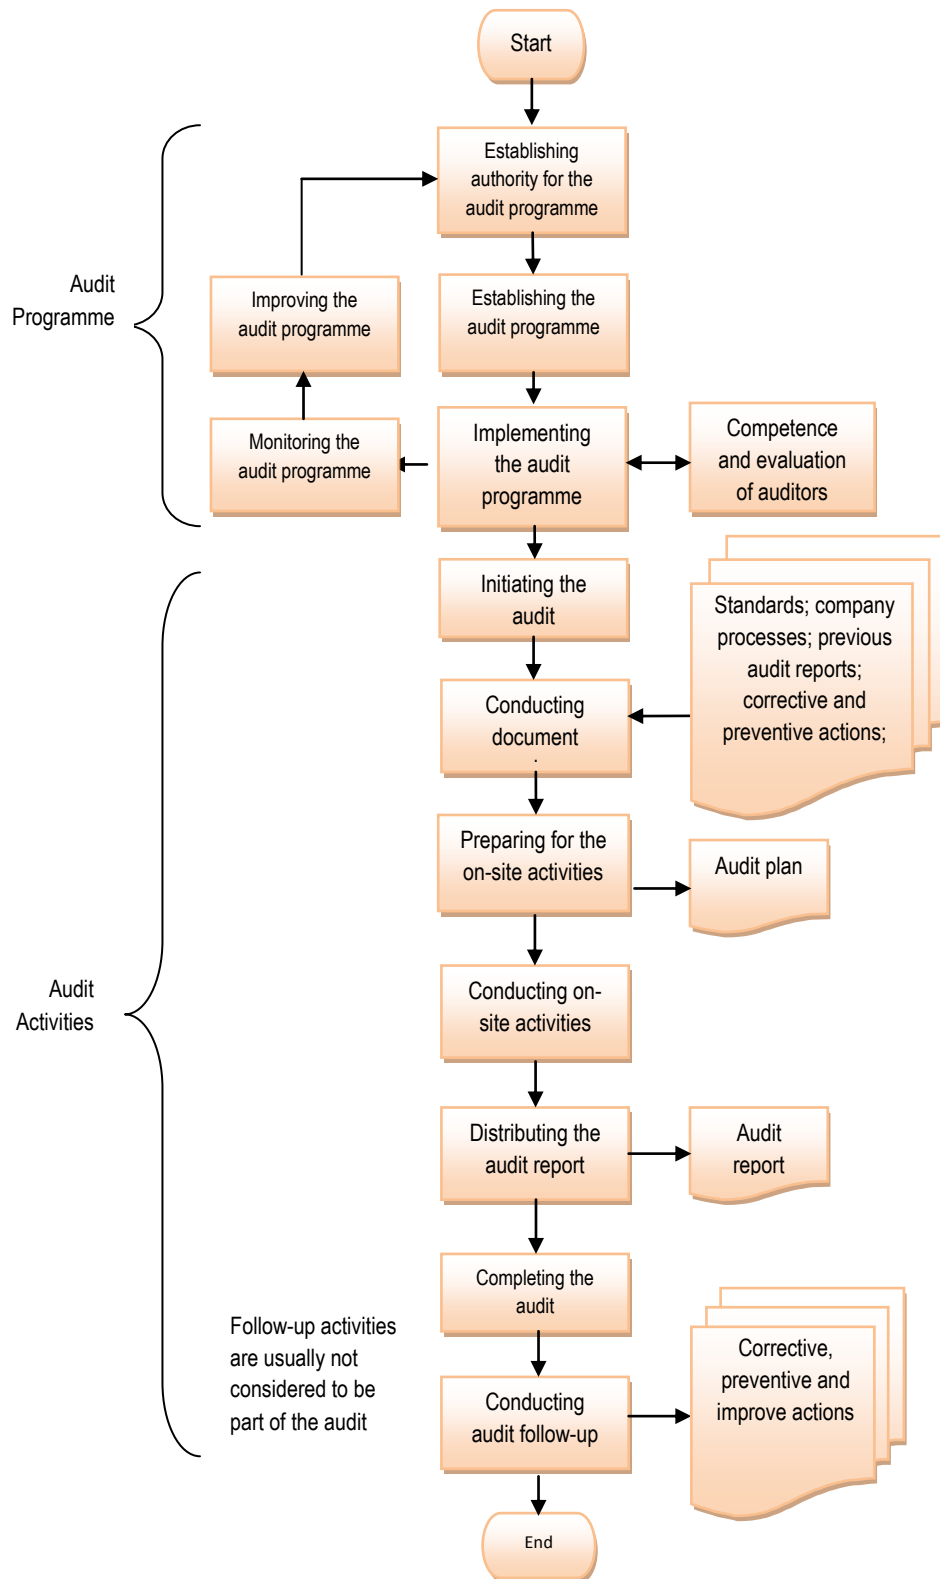 Start
Establishing
authority for the
audit programme
Audit
Programme
Improving the
audit programme
Establishing the
audit programme
Monitoring the
audit programme
Implementing
the audit
programme
Competence
and evaluation
of auditors
Initiating the
audit
Standards; company
processes; previous
audit reports;
corrective and
preventive actions;
Conducting
document
Preparing for the
on-site activities
Audit plan
Audit
Activities
Conducting on-
site activities
Distributing the
audit report
Audit
report
Completing the
audit
Follow-up activities
are usually not
considered to be
part of the audit
Conducting
audit follow-up
Corrective,
preventive and
improve actions
End